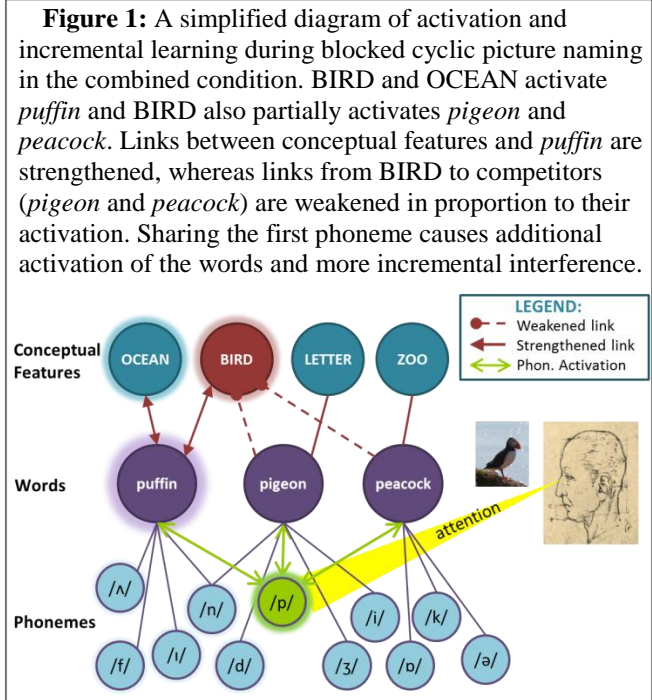 Figure 1: A simplified diagram of activation and
incremental learning during blocked cyclic picture naming
in the combined condition. BIRD and OCEAN activate
puffin and BIRD also partially activates pigeon and
peacock. Links between conceptual features and puffin are
strengthened, whereas links from BIRD to competitors
(pigeon and peacock) are weakened in proportion to their
activation. Sharing the first phoneme causes additional
activation of the words and more incremental interference.
LEGEND:
Weakened link
Strengthened link
Phon. Activation
Conceptual
Features
OCEAN
BIRD
LETTER
ZOO
Words
puffin
pigeon
peacock
attention
Phonemes
/ʌ/
/n/
/p/
/i/
/k/
/f/
/ɪ/
/d/
/ʒ/
/ɒ/
/ə/